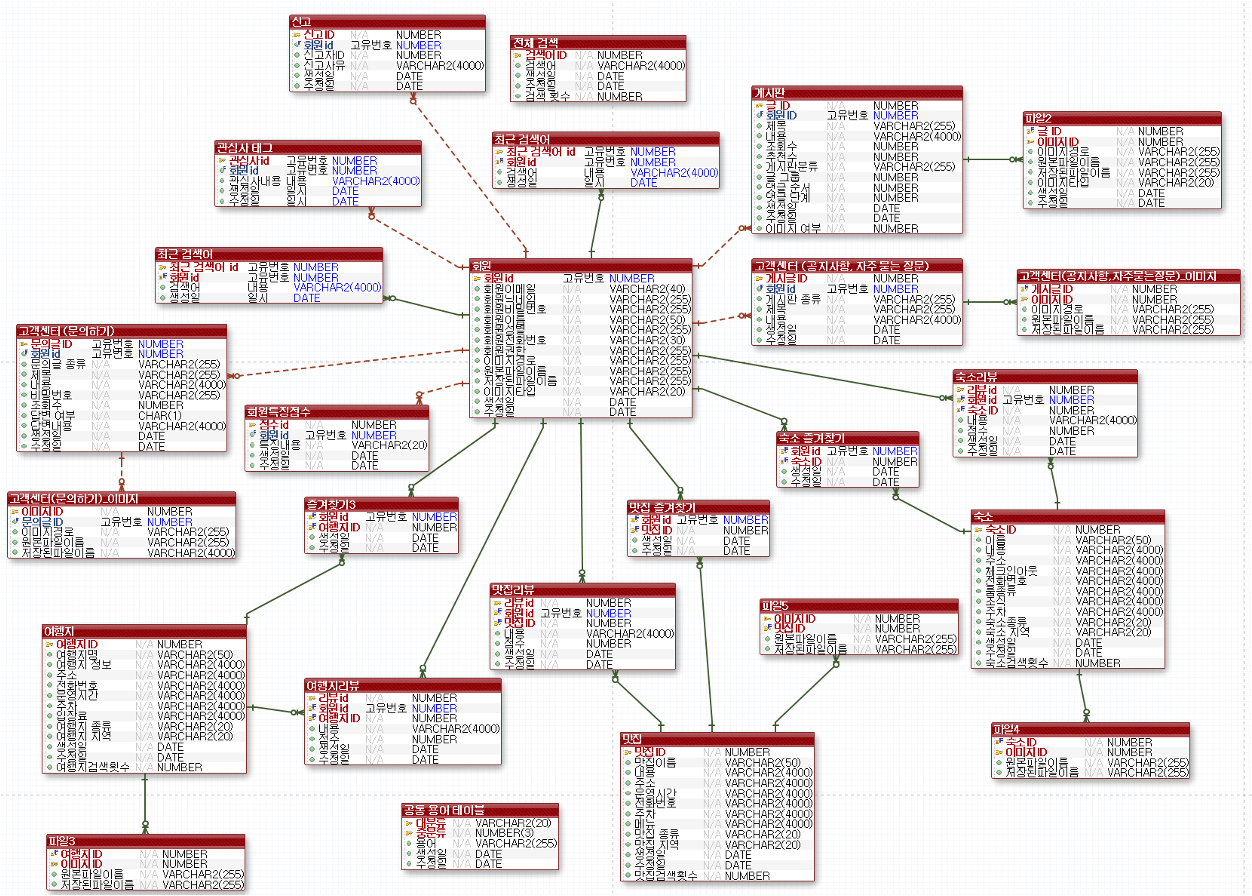 신고
신고ID N/A NUMBER
회원id 고유번호 NUMBER
신고자ID N/A NUMBER
신고사유 N/A VARCHAR2(4000)
생성일 N/A DATE
수정일 N/A DATE
전체 검색
검색어ID N/A NUMBER
검색어 N/A VARCHAR2(4000)
생성일 N/A DATE
수정일 N/A DATE
검색 횟수 N/A NUMBER
게시판
글 ID N/A NUMBER
회원ID 고유번호 NUMBER
제목 N/A VARCHAR2(255)
내용 N/A VARCHAR2(4000)
조회수 N/A NUMBER
추천수 N/A NUMBER
게시판분류 N/A VARCHAR2(255)
글그룹 N/A NUMBER
댓글 순서 N/A NUMBER
댓글 단계 N/A NUMBER
생성일 N/A DATE
수정일 N/A DATE
이미지 여부 N/A NUMBER
파일2
글 ID N/A NUMBER
이미지ID N/A NUMBER
이미지경로 N/A VARCHAR2(255)
원본파일이름 N/A VARCHAR2(255)
저장된파일이름 N/A VARCHAR2(255)
이미지타입 N/A VARCHAR2(20)
생성일 N/A DATE
수정일 N/A DATE
관심사 태그
관심사id 고유번호 NUMBER
회원id 고유번호 NUMBER
관심사내용 내용 VARCHAR2(4000)
생성일 일시 DATE
수정일 일시 DATE
최근 검색어
최근 검색어 id 고유번호 NUMBER
회원id 고유번호 NUMBER
검색어 내용 VARCHAR2(4000)
생성일 일시 DATE
최근 검색어
최근 검색어 id 고유번호 NUMBER
회원id 고유번호 NUMBER
검색어 내용 VARCHAR2(4000)
생성일 일시 DATE
회원
회원id 고유번호 NUMBER
회원이메일 N/A VARCHAR2(40)
회원닉네임 N/A VARCHAR2(255)
회원비밀번호 N/A VARCHAR2(255)
회원이름 N/A VARCHAR2(50)
회원성별 N/A VARCHAR2(255)
회원전화번호 N/A VARCHAR2(30)
회원권한 N/A VARCHAR2(255)
이미지경로 N/A VARCHAR2(255)
원본파일이름 N/A VARCHAR2(255)
저장된파일이름 N/A VARCHAR2(255)
이미지타입 N/A VARCHAR2(20)
생성일 N/A DATE
수정일 N/A DATE
고객센터 (공지사항, 자주 묻는 질문)
게시글ID N/A NUMBER
회원id 고유번호 NUMBER
게시판 종류 N/A VARCHAR2(255)
제목 N/A VARCHAR2(255)
내용 N/A VARCHAR2(4000)
생성일 N/A DATE
수정일 N/A DATE
고객센터(공지사항,자주묻는질문)_이미지
게시글ID N/A NUMBER
이미지ID N/A NUMBER
이미지경로 N/A VARCHAR2(255)
원본파일이름 N/A VARCHAR2(255)
저장된파일이름 N/A VARCHAR2(255)
고객센터 (문의하기)
문의글ID 고유번호 NUMBER
회원id 고유번호 NUMBER
문의글 종류 N/A VARCHAR2(255)
제목 N/A VARCHAR2(255)
내용 N/A VARCHAR2(4000)
비밀번호 N/A VARCHAR2(255)
조회수 N/A NUMBER
답변 여부 N/A CHAR(1)
답변내용 N/A VARCHAR2(4000)
생성일 N/A DATE
수정일 N/A DATE
회원특징점수
점수id N/A NUMBER
회원id 고유번호 NUMBER
특징내용 N/A VARCHAR2(20)
생성일 N/A DATE
수정일 N/A DATE
숙소리뷰
리뷰id N/A NUMBER
회원id 고유번호 NUMBER
숙소ID N/A NUMBER
내용 N/A VARCHAR2(4000)
점수 N/A NUMBER
생성일 N/A DATE
수정일 N/A DATE
숙소 즐겨찾기
회원id 고유번호 NUMBER
숙소ID N/A NUMBER
생성일 N/A DATE
수정일 N/A DATE
고객센터(문의하기)_이미지
이미지ID N/A NUMBER
문의글ID 고유번호 NUMBER
이미지경로 N/A VARCHAR2(255)
원본파일이름 N/A VARCHAR2(255)
저장된파일이름 N/A VARCHAR2(4000)
즐겨찾기3
회원id 고유번호 NUMBER
여행지ID N/A NUMBER
생성일 N/A DATE
수정일 N/A DATE
맛집 즐겨찾기
회원id 고유번호 NUMBER
맛집ID N/A NUMBER
생성일 N/A DATE
수정일 N/A DATE
숙소
숙소ID N/A NUMBER
이름 N/A VARCHAR2(50)
내용 N/A VARCHAR2(4000)
주소 N/A VARCHAR2(4000)
체크인아웃 N/A VARCHAR2(4000)
전화번호 N/A VARCHAR2(4000)
룸종류 N/A VARCHAR2(4000)
조식 N/A VARCHAR2(4000)
주차 N/A VARCHAR2(4000)
숙소종류 N/A VARCHAR2(20)
숙소 지역 N/A VARCHAR2(20)
생성일 N/A DATE
수정일 N/A DATE
숙소검색횟수 N/A NUMBER
맛집리뷰
리뷰id N/A NUMBER
회원id 고유번호 NUMBER
맛집ID N/A NUMBER
내용 N/A VARCHAR2(4000)
점수 N/A NUMBER
생성일 N/A DATE
수정일 N/A DATE
파일5
이미지ID N/A NUMBER
맛집ID N/A NUMBER
원본파일이름 N/A VARCHAR2(255)
저장된파일이름 N/A VARCHAR2(255)
여행지
여행지ID N/A NUMBER
여행지명 N/A VARCHAR2(50)
여행지 정보 N/A VARCHAR2(4000)
주소 N/A VARCHAR2(4000)
전화번호 N/A VARCHAR2(4000)
운영시간 N/A VARCHAR2(4000)
주차 N/A VARCHAR2(4000)
입장료 N/A VARCHAR2(4000)
여행지 종류 N/A VARCHAR2(20)
여행지 지역 N/A VARCHAR2(20)
생성일 N/A DATE
수정일 N/A DATE
여행지검색횟수 N/A NUMBER
여행지리뷰
리뷰id N/A NUMBER
회원id 고유번호 NUMBER
여행지ID N/A NUMBER
내용 N/A VARCHAR2(4000)
점수 N/A NUMBER
생성일 N/A DATE
수정일 N/A DATE
맛집
맛집ID N/A NUMBER
맛집이름 N/A VARCHAR2(50)
내용 N/A VARCHAR2(4000)
주소 N/A VARCHAR2(4000)
운영시간 N/A VARCHAR2(4000)
전화번호 N/A VARCHAR2(4000)
주차 N/A VARCHAR2(4000)
메뉴 N/A VARCHAR2(4000)
맛집 종류 N/A VARCHAR2(20)
맛집 지역 N/A VARCHAR2(20)
생성일 N/A DATE
수정일 N/A DATE
맛집검색횟수 N/A NUMBER
파일4
숙소ID N/A NUMBER
이미지ID N/A NUMBER
원본파일이름 N/A VARCHAR2(255)
저장된파일이름 N/A VARCHAR2(255)
공통 용어 테이블
대분류 N/A VARCHAR2(20)
중분류 N/A NUMBER(3)
용어 N/A VARCHAR2(255)
생성일 N/A DATE
수정일 N/A DATE
파일3
여행지ID N/A NUMBER
이미지ID N/A NUMBER
원본파일이름 N/A VARCHAR2(255)
저장된파일이름 N/A VARCHAR2(255)